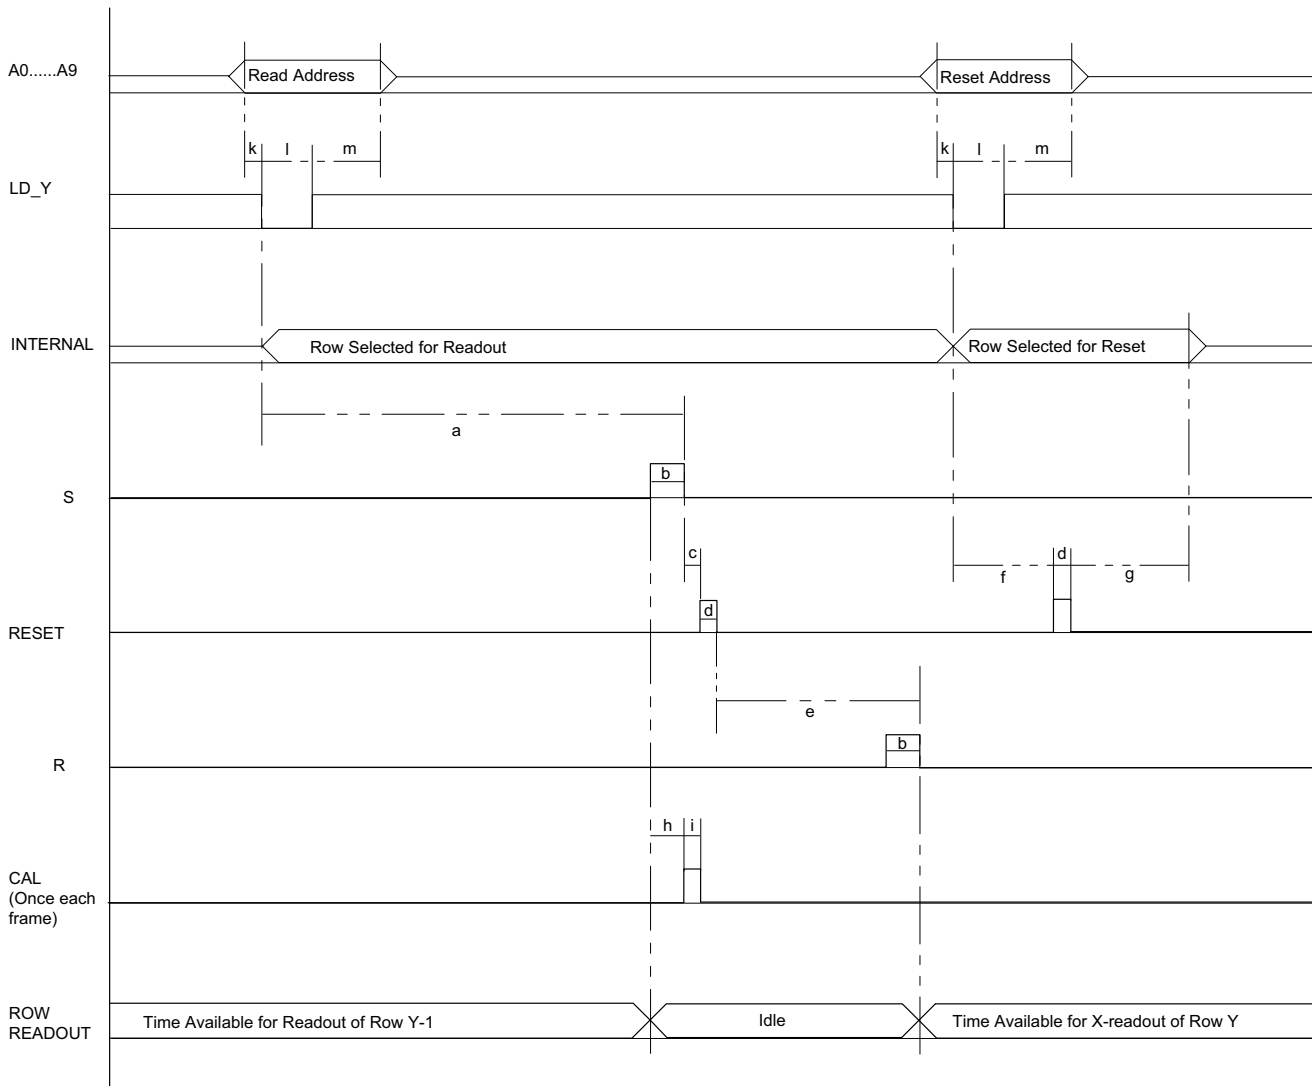 A0......A9
Read Address
Reset Address
k l m
k l m
LD_Y
INTERNAL
Row Selected for Readout
Row Selected for Reset
a
b
S
c
d
f
g
d
RESET
e
b
R
h i
CAL
(Once each
frame)
ROW
READOUT
Time Available for Readout of Row Y-1
Idle
Time Available for X-readout of Row Y